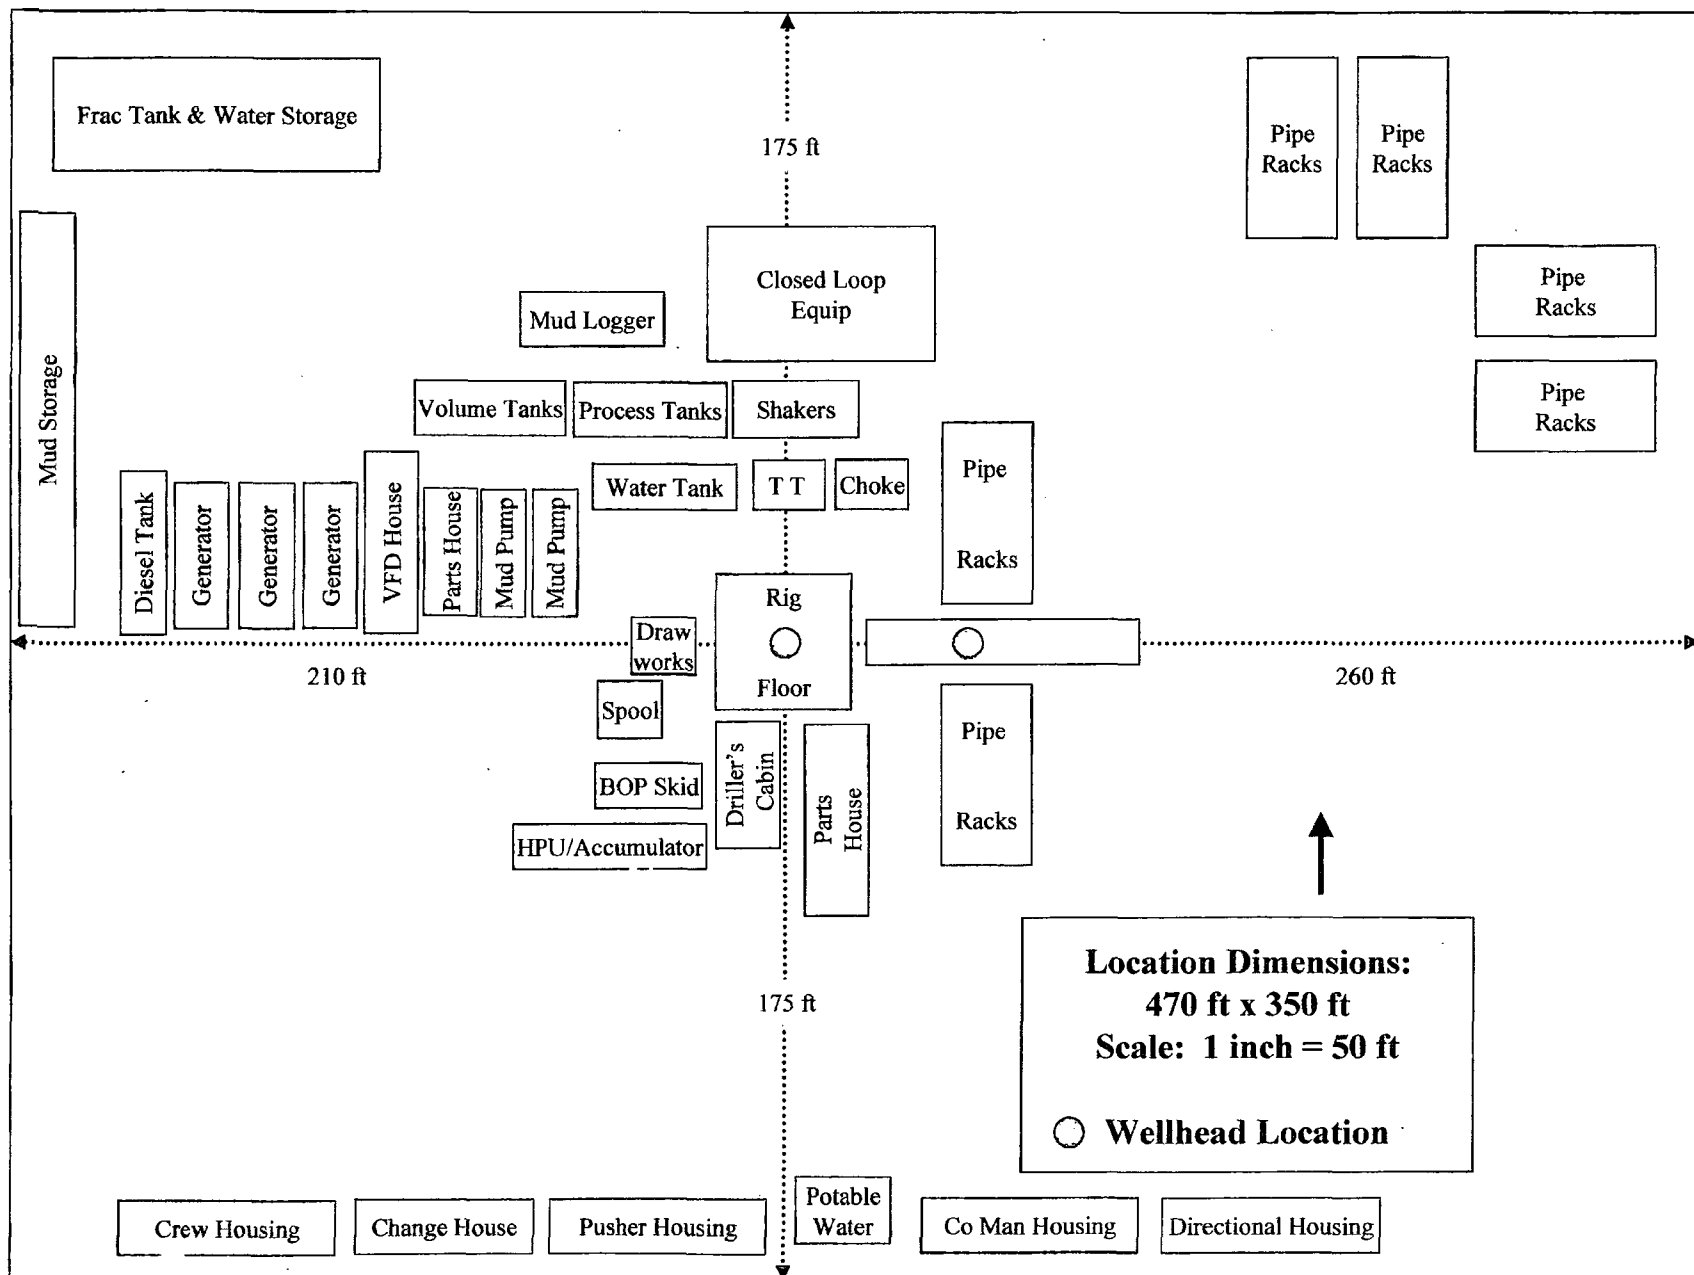 Frac Tank & Water Storage
175 ft
Pipe
Racks
Pipe
Racks
Closed Loop
Equip
Pipe
Racks
Mud Logger
Pipe
Racks
Mud Storage
Volume Tanks
Process Tanks
Shakers
Diesel Tank
Generator
Generator
Generator
VFD House
Parts House
Mud Pump
Mud Pump
Water Tank
T T
Choke
Pipe
Racks
Rig
Floor
Draw
works
210 ft
260 ft
Spool
BOP Skid
HPU/Accumulator
Driller's
Cabin
Parts
House
Pipe
Racks
175 ft
Location Dimensions:
470 ft x 350 ft
Scale: 1 inch = 50 ft
Wellhead Location
Crew Housing
Change House
Pusher Housing
Potable
Water
Co Man Housing
Directional Housing